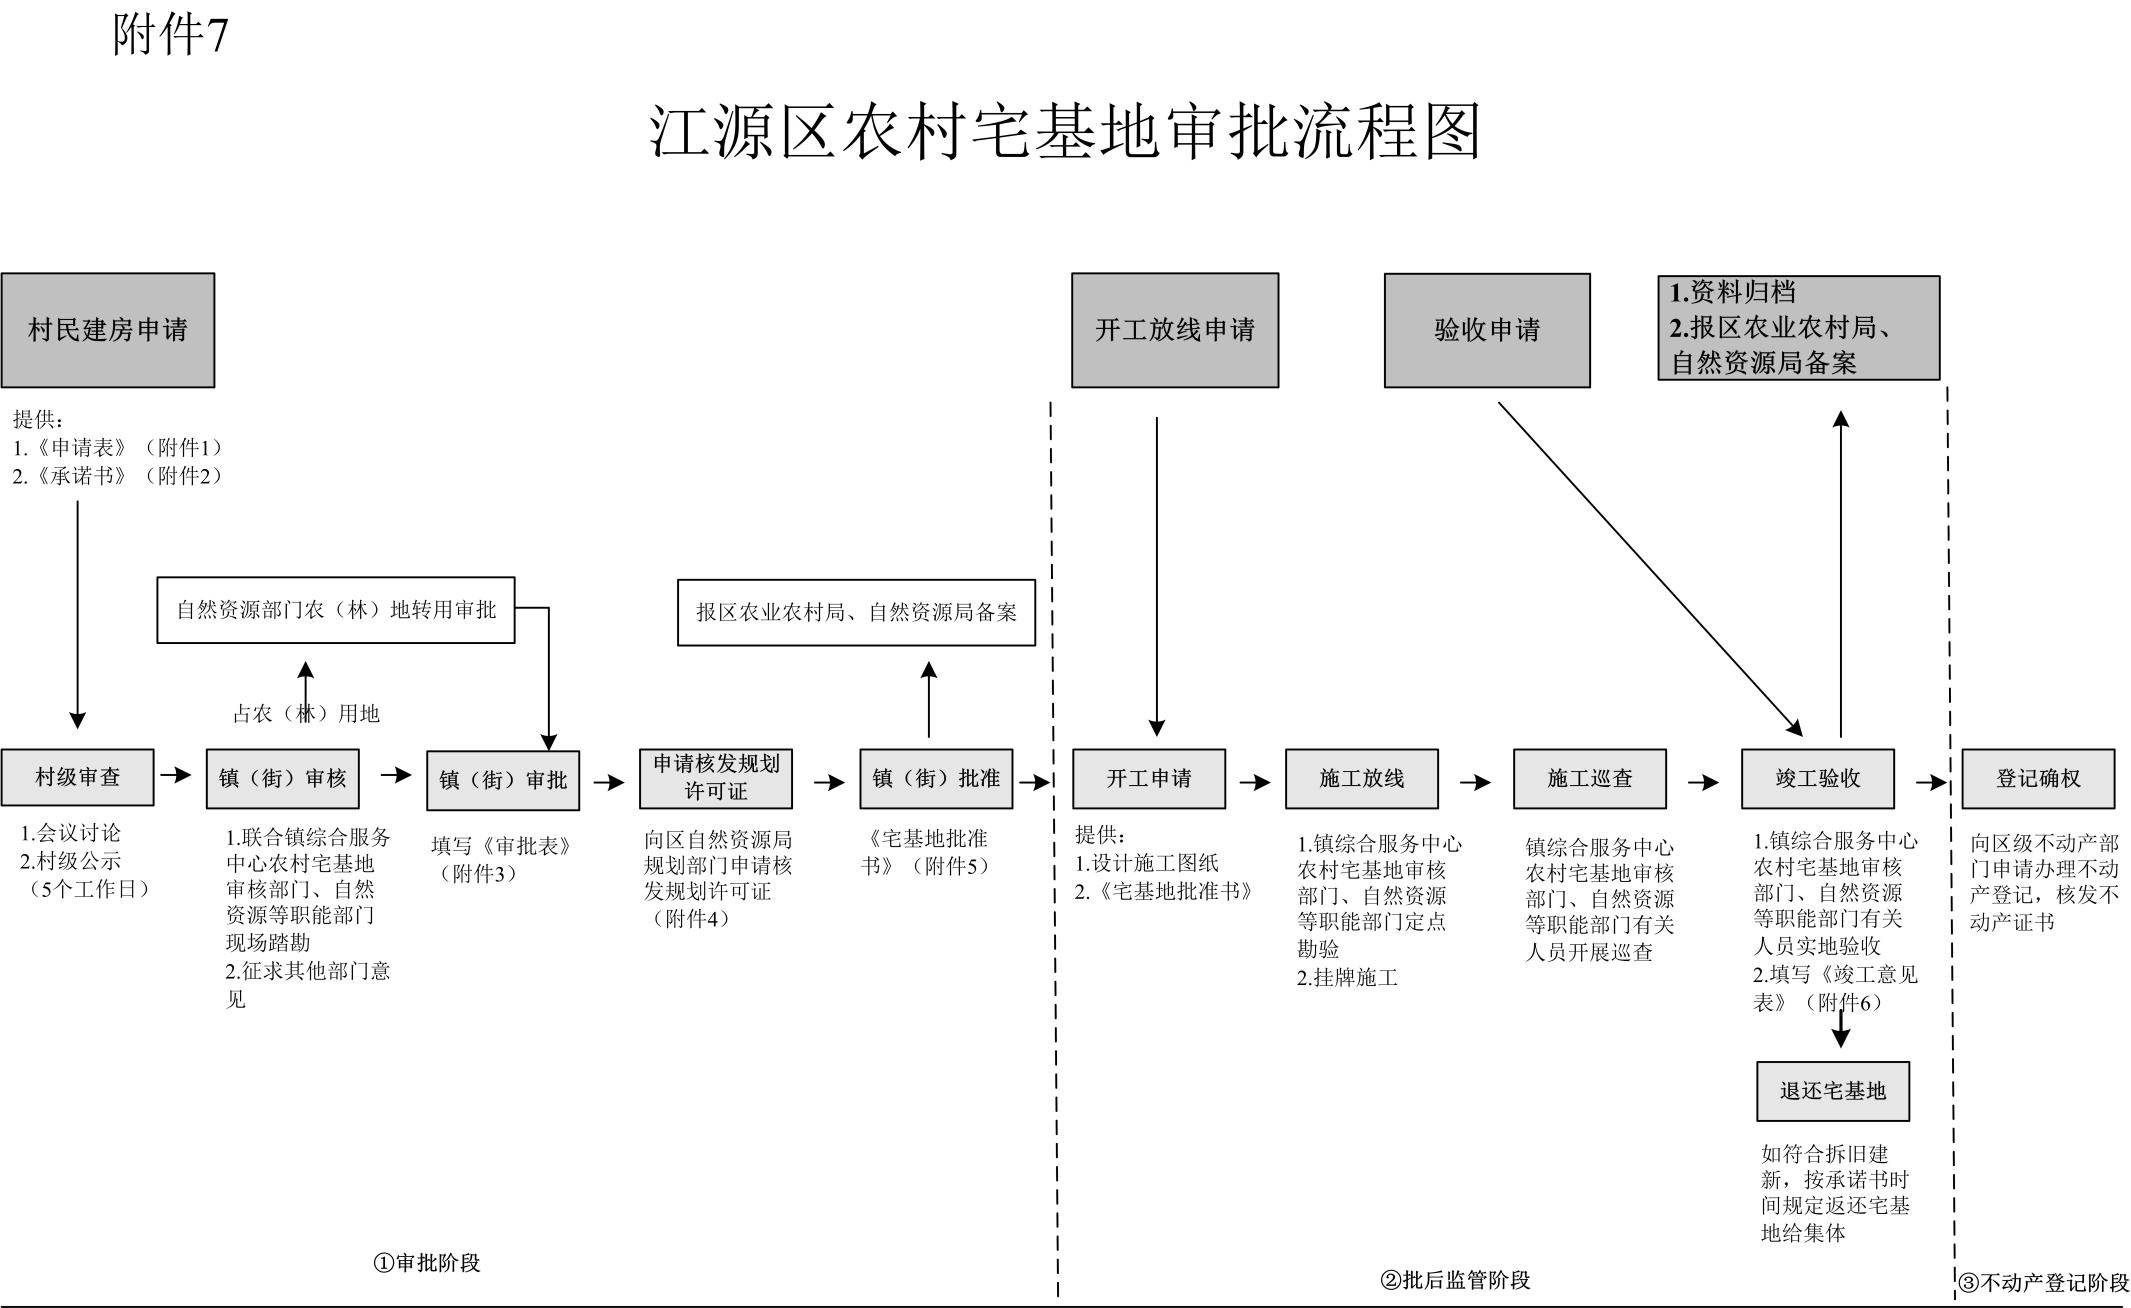 附件7
江源区农村宅基地审批流程图
村民建房申请
开工放线申请
验收申请
1.资料归档
2.报区农业农村局、
自然资源局备案
提供：
1.《申请表》（附件1）
2.《承诺书》（附件2）
自然资源部门农（林）地转用审批
报区农业农村局、自然资源局备案
占农（林）用地
村级审查
镇（街）审核
镇（街）审批
申请核发规划
许可证
镇（街）批准
开工申请
施工放线
施工巡查
竣工验收
登记确权
1.会议讨论
2.村级公示
（5个工作日）
1.联合镇综合服务
中心农村宅基地
审核部门、自然
资源等职能部门
现场踏勘
2.征求其他部门意
见
填写《审批表》
（附件3）
向区自然资源局
规划部门申请核
发规划许可证
（附件4）
《宅基地批准
书》（附件5）
提供：
1.设计施工图纸
2.《宅基地批准书》
1.镇综合服务中心
农村宅基地审核
部门、自然资源
等职能部门定点
勘验
2.挂牌施工
镇综合服务中心
农村宅基地审核
部门、自然资源
等职能部门有关
人员开展巡查
1.镇综合服务中心
农村宅基地审核
部门、自然资源
等职能部门有关
人员实地验收
2.填写《竣工意见
表》（附件6）
向区级不动产部
门申请办理不动
产登记，核发不
动产证书
退还宅基地
如符合拆旧建
新，按承诺书时
间规定返还宅基
地给集体
①审批阶段
②批后监管阶段
③不动产登记阶段